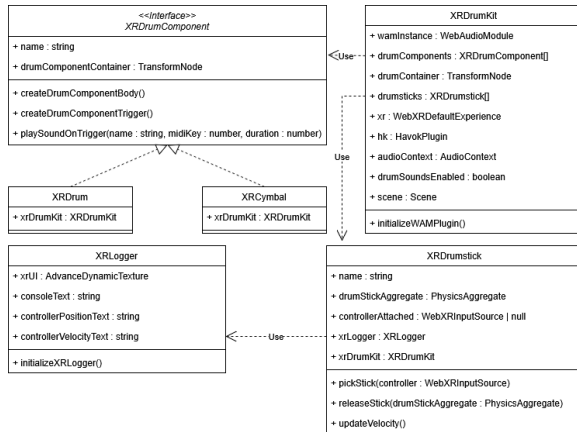 <<Interface>>
XRDrumComponent
+ name : string
+ drumComponentContainer : TransformNode
+ createDrumComponentBody()
+ createDrumComponentTrigger()
+ playSoundOnTrigger(name : string, midiKey : number, duration : number)
XRDrumKit
+ wamInstance : WebAudioModule
+ drumComponents : XRDrumComponent[]
+ drumContainer : TransformNode
+ drumsticks : XRDrumstick[]
+ xr : WebXRDefaultExperience
+ hk : HavokPlugin
+ audioContext : AudioContext
+ drumSoundsEnabled : boolean
+ scene : Scene
+ initializeWAMPlugin()
Use
Use
XRDrum
+ xrDrumKit : XRDrumKit
XRCymbal
+ xrDrumKit : XRDrumKit
XRLogger
+ xrUI : AdvanceDynamicTexture
+ consoleText : string
+ controllerPositionText : string
+ controllerVelocityText : string
+ initializeXRLogger()
Use
XRDrumstick
+ name : string
+ drumStickAggregate : PhysicsAggregate
+ controllerAttached : WebXRInputSource | null
+ xrLogger : XRLogger
+ xrDrumKit : XRDrumKit
+ pickStick(controller : WebXRInputSource)
+ releaseStick(drumStickAggregate : PhysicsAggregate)
+ updateVelocity()